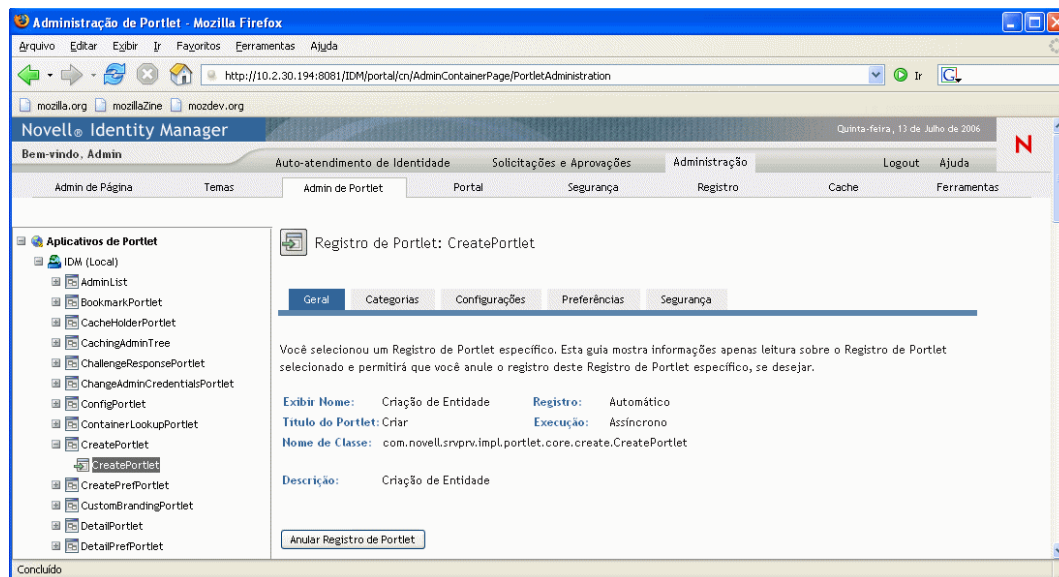 Administração de Portlet - Mozilla Firefox
Arquivo Editar Exibir Ir Favoritos Ferramentas Ajuda
http://10.2.30.194:8081/IDM/portal/cn/AdminContainerPage/PortletAdministration Ir G
mozilla.org mozillaZine mozdev.org
Novell® Identity Manager Quinta-feira, 13 de Julho de 2006 N
Bem-vindo, Admin Auto-atendimento de Identidade Solicitações e Aprovações Administração Logout Ajuda
Admin de Página Temas Admin de Portlet Portal Segurança Registro Cache Ferramentas
Aplicativos de Portlet
IDM (Local)
AdminList
BookmarkPortlet
CacheHolderPortlet
CachingAdminTree
ChallengeResponsePortlet
ChangeAdminCredentialsPortlet
ConfigPortlet
ContainerLookupPortlet
CreatePortlet
CreatePortlet
CreatePrefPortlet
CustomBrandingPortlet
DetailPortlet
DetailPrefPortlet
Registro de Portlet: CreatePortlet
Geral Categorias Configurações Preferências Segurança
Você selecionou um Registro de Portlet específico. Esta guia mostra informações apenas leitura sobre o Registro de Portlet
selecionado e permitirá que você anule o registro deste Registro de Portlet específico, se desejar.
Exibir Nome: Criação de Entidade Registro: Automático
Título do Portlet: Criar Execução: Assíncrono
Nome de Classe: com.novell.srvprv.impl.portlet.core.create.CreatePortlet
Descrição: Criação de Entidade
Anular Registro de Portlet
Concluído